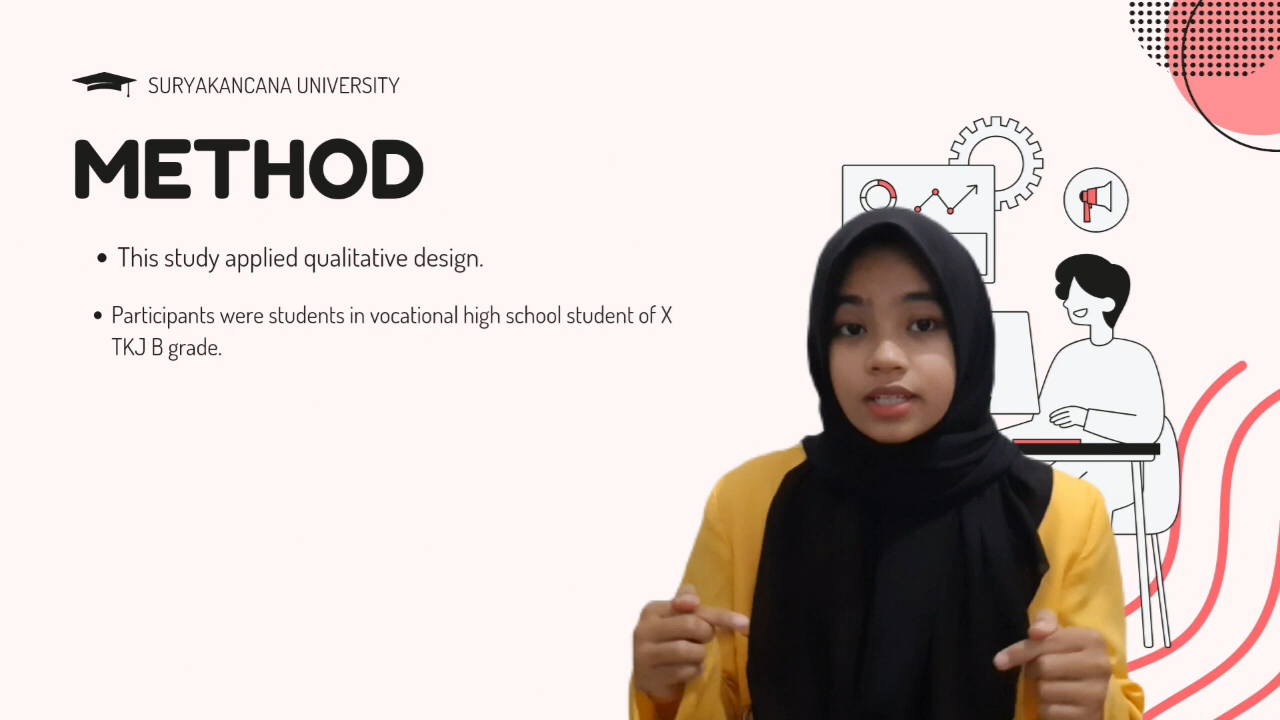 SURYAKANCANA UNIVERSITY
METHOD
• This study applied qualitative design.
• Participants were students in vocational high school student of X
TKJ B grade.